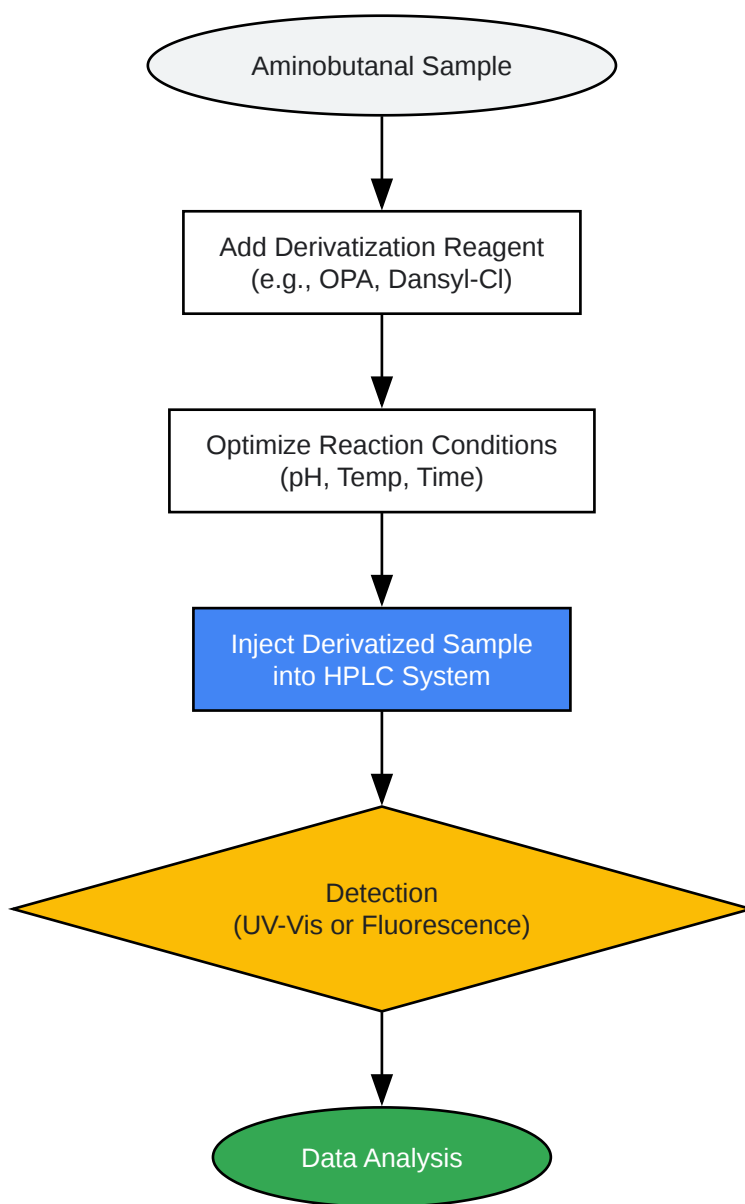 Aminobutanal Sample
Add Derivatization Reagent
(e.g., OPA, Dansyl-Cl)
Optimize Reaction Conditions
(pH, Temp, Time)
Inject Derivatized Sample
into HPLC System
Detection
(UV-Vis or Fluorescence)
Data Analysis